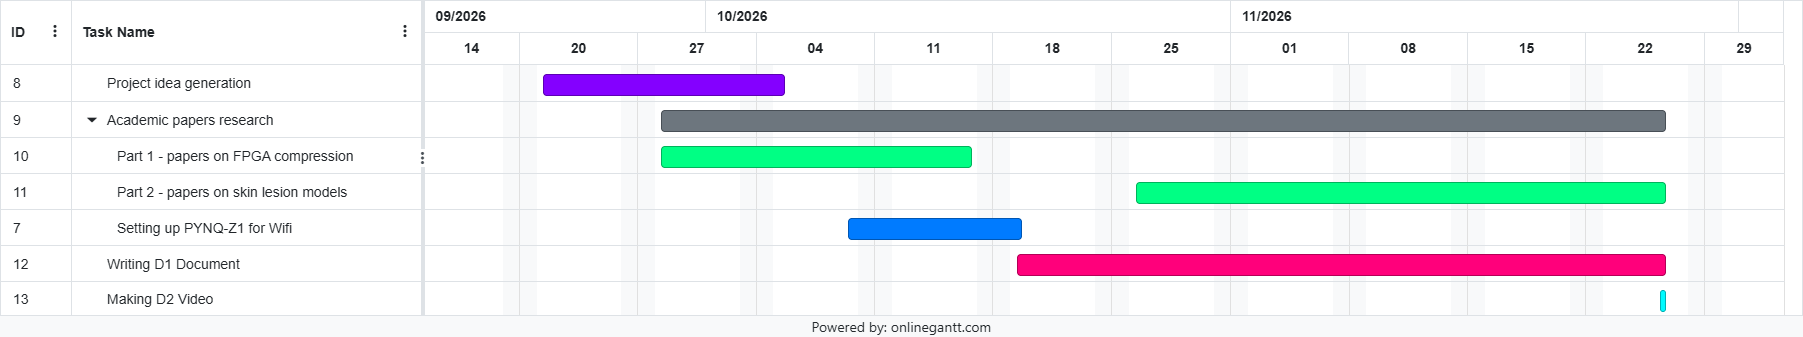 ID Task Name 09/2026 10/2026 11/2026
14 20 27 04 11 18 25 01 08 15 22 29
8 Project idea generation
9 Academic papers research
10 Part 1 - papers on FPGA compression
11 Part 2 - papers on skin lesion models
7 Setting up PYNQ-Z1 for Wifi
12 Writing D1 Document
13 Making D2 Video
Powered by: onlinegantt.com